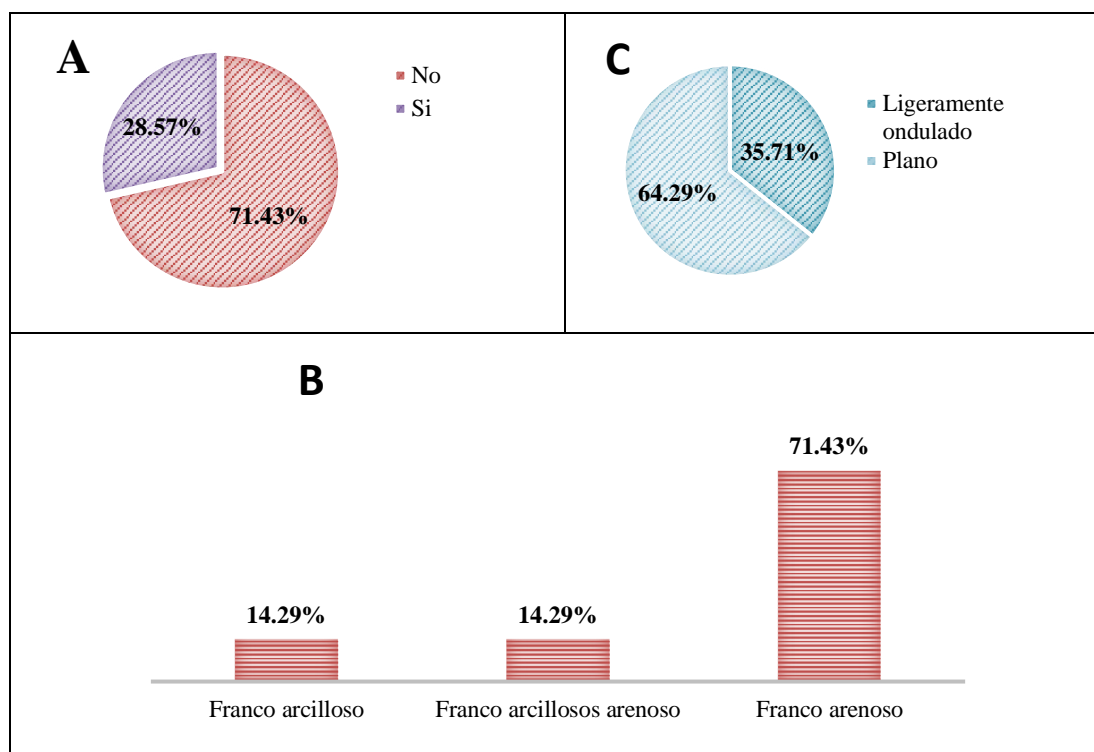 A
No
Si
28.57%
71.43%
C
Ligeramente
ondulado
Plano
35.71%
64.29%
B
71.43%
14.29%
14.29%
Franco arcilloso
Franco arcillosos arenoso
Franco arenoso